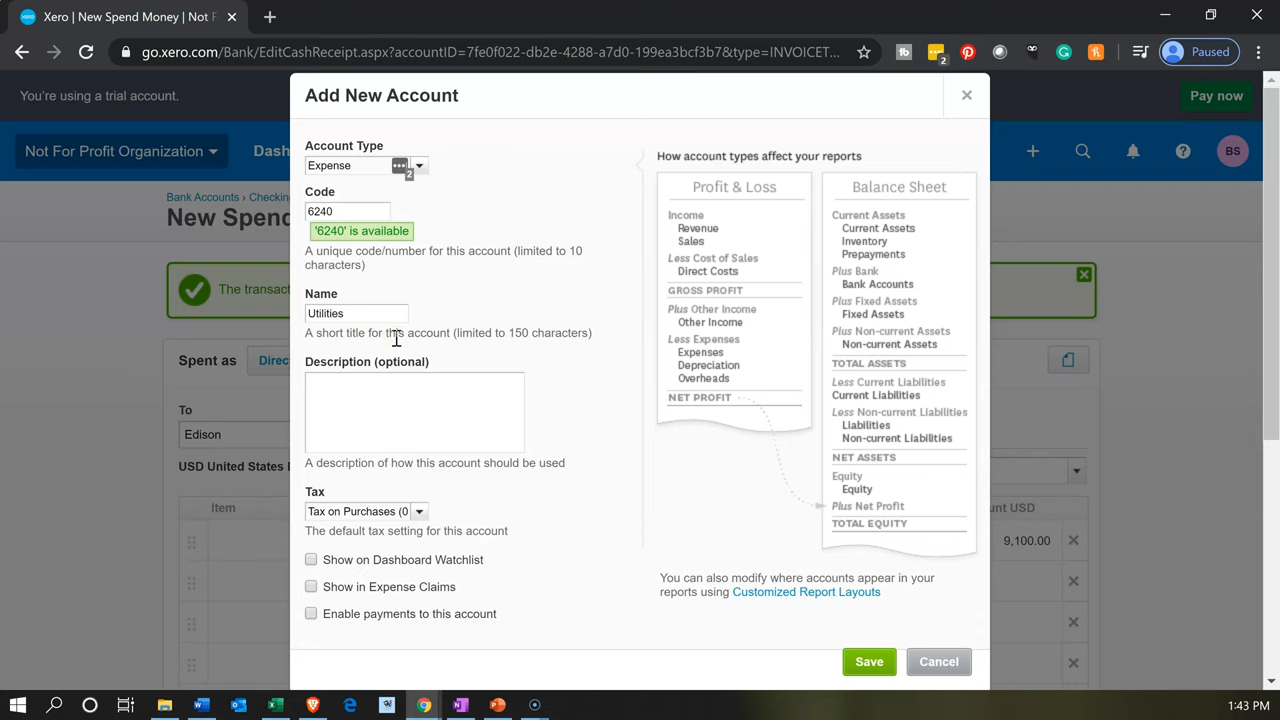 Xero | New Spend Money | Not F
go.xero.com/Bank/EditCashReceipt.aspx?accountID=7fe0f022-db2e-4288-a7d0-199ea3bcf3b7&type=INVOICET...
2
Paused
You're using a trial account.
Pay now
Not For Profit Organization
Dash
BS
Bank Accounts › Checkin
New Spend
The transact
Spent as
Direc
To
Edison
USD United States D
Item
unt USD
9,100.00
Add New Account
Account Type
Expense
2
Code
6240
'6240' is available
A unique code/number for this account (limited to 10
characters)
Name
Utilities
A short title for this account (limited to 150 characters)
Description (optional)
A description of how this account should be used
Tax
Tax on Purchases (0
The default tax setting for this account
Show on Dashboard Watchlist
Show in Expense Claims
Enable payments to this account
How account types affect your reports
Profit & Loss
Income
Revenue
Sales
Less Cost of Sales
Direct Costs
GROSS PROFIT
Plus Other Income
Other Income
Less Expenses
Expenses
Depreciation
Overheads
NET PROFIT
Balance Sheet
Current Assets
Current Assets
Inventory
Prepayments
Plus Bank
Bank Accounts
Plus Fixed Assets
Fixed Assets
Plus Non-current Assets
Non-current Assets
TOTAL ASSETS
Less Current Liabilities
Current Liabilities
Less Non-current Liabilities
Liabilities
Non-current Liabilities
NET ASSETS
Equity
Equity
Plus Net Profit
TOTAL EQUITY
You can also modify where accounts appear in your
reports using Customized Report Layouts
Save
Cancel
1:43 PM